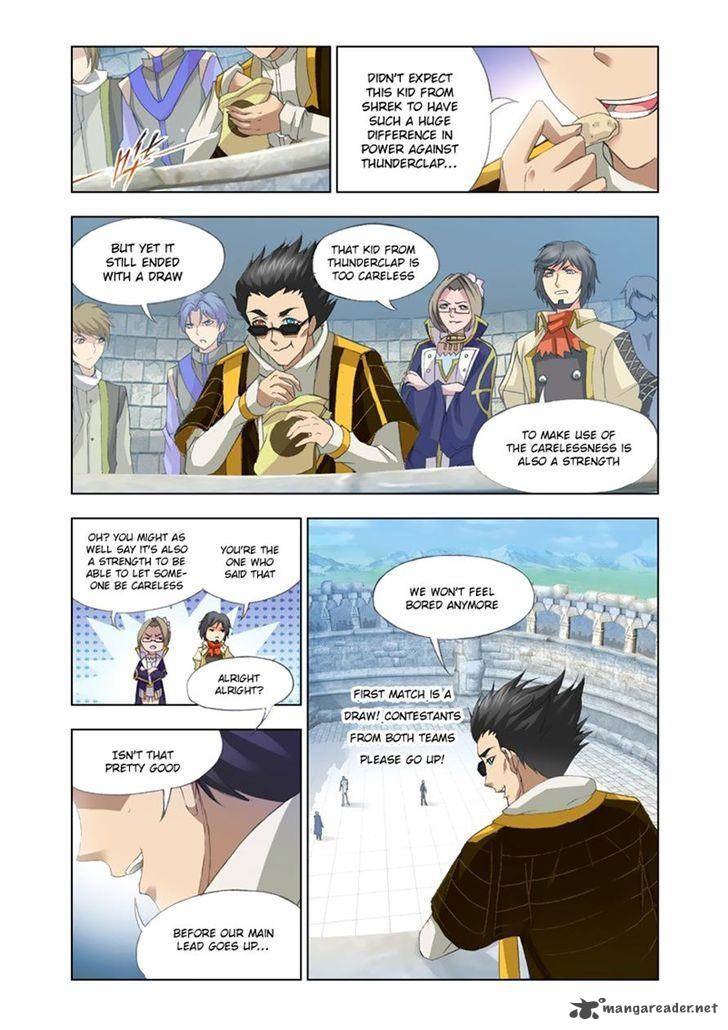 DIDN'T EXPECT
THIS KID FROM
SHREK TO HAVE
SUCH A HUGE
DIFFERENCE IN
POWER AGAINST
THUNDERCLAP...
BUT YET IT
STILL ENDED
WITH A DRAW
THAT KID FROM
THUNDERCLAP IS
TOO CARELESS
TO MAKE USE OF
THE CARELESSNESS IS
ALSO A STRENGTH
OH? YOU MIGHT AS
WELL SAY IT'S ALSO
A STRENGTH TO BE
ABLE TO LET SOME-
ONE BE CARELESS
YOU'RE THE
ONE WHO
SAID THAT
ALRIGHT
ALRIGHT?
WE WON'T FEEL
BORED ANYMORE
FIRST MATCH IS A
DRAW! CONTESTANTS
FROM BOTH TEAMS
PLEASE GO UP!
ISN'T THAT
PRETTY GOOD
BEFORE OUR MAIN
LEAD GOES UP...
mangareader.net